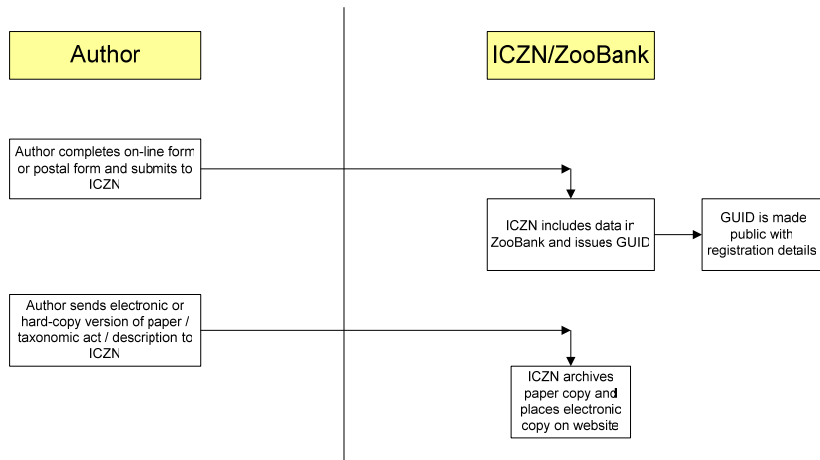 Author
ICZN/ZooBank
Author completes on-line form
or postal form and submits to
ICZN
ICZN includes data in
ZooBank and issues GUID
GUID is made
public with
registration details
Author sends electronic or
hard-copy version of paper /
taxonomic act / description to
ICZN
ICZN archives
paper copy and
places electronic
copy on website